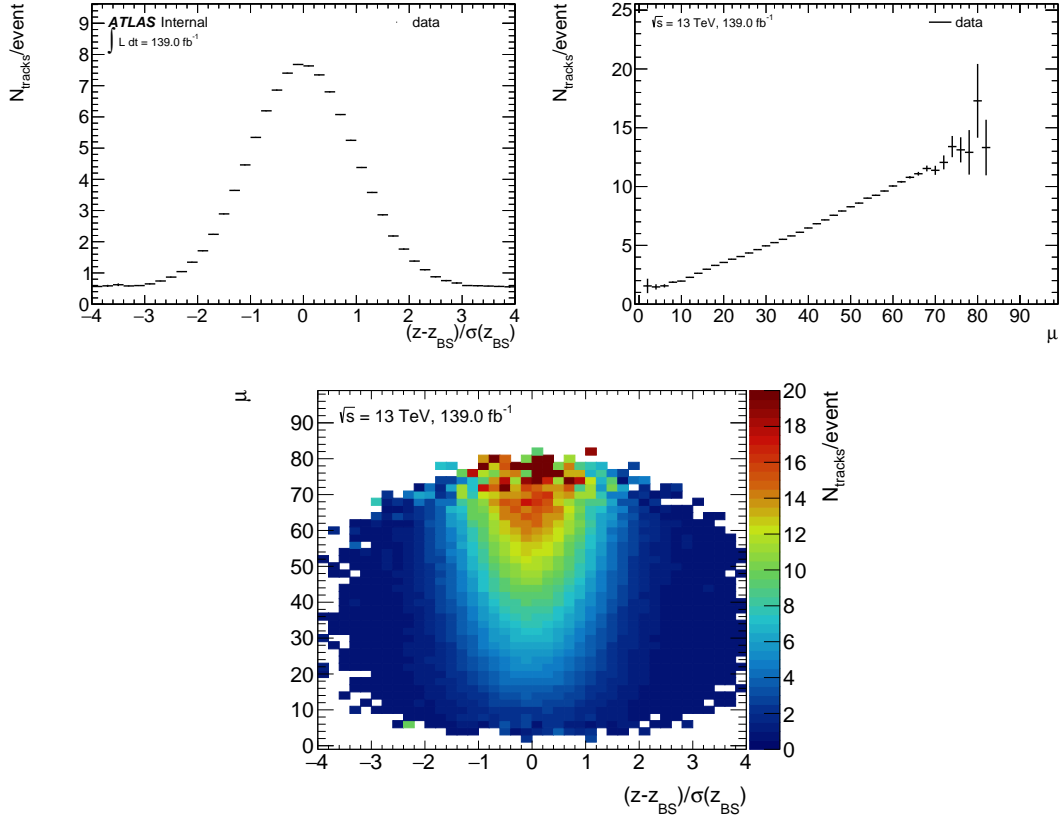 ATLAS Internal
∫ L dt = 139.0 fb⁻¹
data
N_tracks/event
9
8
7
6
5
4
3
2
1
0
−4 −3 −2 −1 0 1 2 3 4
(z-z_BS)/σ(z_BS)
√s = 13 TeV, 139.0 fb⁻¹
data
N_tracks/event
25
20
15
10
5
0
0 10 20 30 40 50 60 70 80 90
μ
√s = 13 TeV, 139.0 fb⁻¹
μ
90
80
70
60
50
40
30
20
10
0
−4 −3 −2 −1 0 1 2 3 4
(z-z_BS)/σ(z_BS)
20
18
16
14
12
10
8
6
4
2
0
N_tracks/event